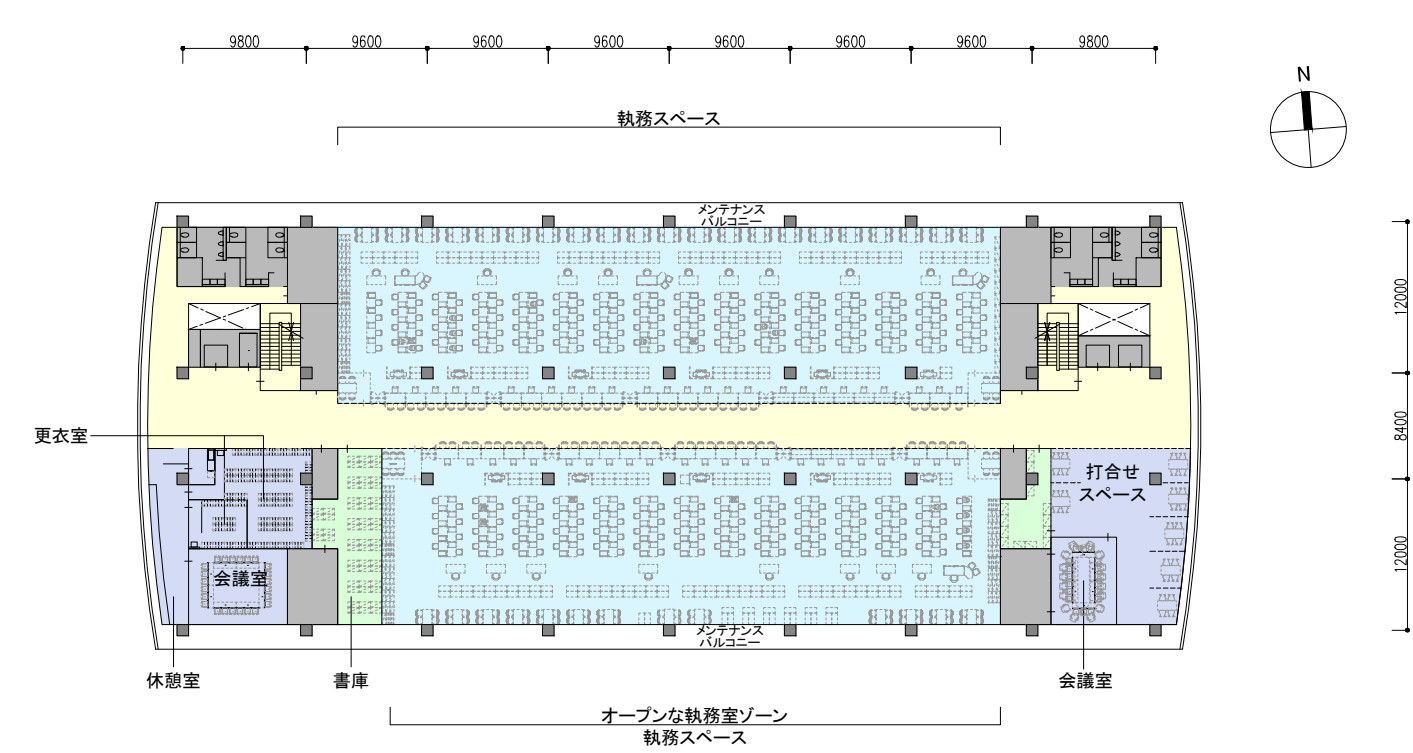 9800 9600 9600 9600 9600 9600 9600 9800
N
執務スペース
メンテナンス
バルコニー
12000
8400
12000
更衣室
打合せ
スペース
会議室
メンテナンス
バルコニー
休憩室
書庫
会議室
オープンな執務室ゾーン
執務スペース